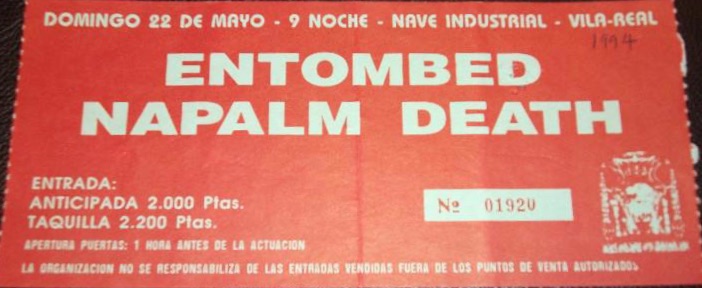 DOMINGO 22 DE MAYO - 9 NOCHE - NAVE INDUSTRIAL - VILA-REAL
1994
ENTOMBED
NAPALM DEATH
ENTRADA:
ANTICIPADA 2.000 Ptas.
TAQUILLA 2.200 Ptas.
Nº 01920
APERTURA PUERTAS: 1 HORA ANTES DE LA ACTUACION
LA ORGANIZACION NO SE RESPONSABILIZA DE LAS ENTRADAS VENDIDAS FUERA DE LOS PUNTOS DE VENTA AUTORIZADOS